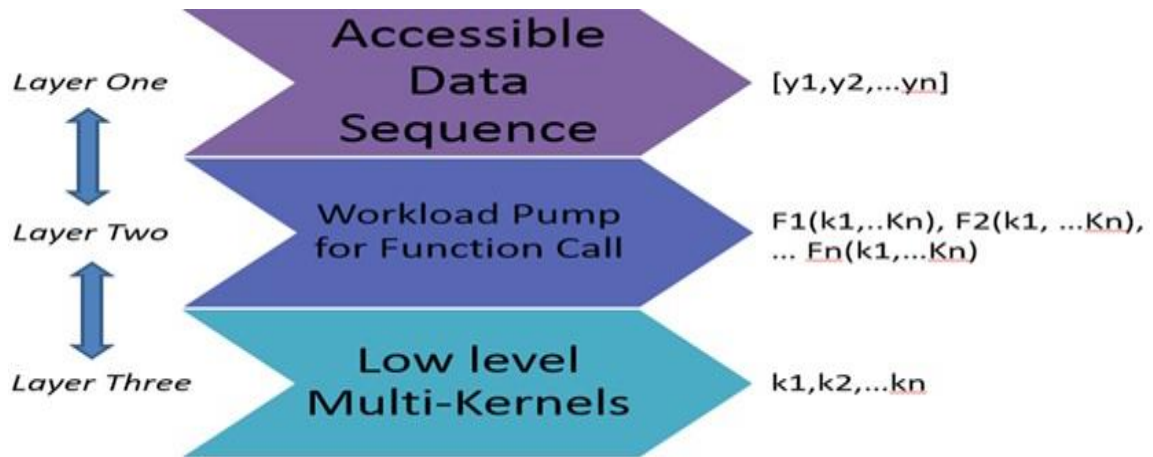 Layer One
Accessible
Data
Sequence
[y1,y2,...yn]
Layer Two
Workload Pump
for Function Call
F1(k1,..Kn), F2(k1, ...Kn),
... Fn(k1,...Kn)
Layer Three
Low level
Multi-Kernels
k1,k2,...kn